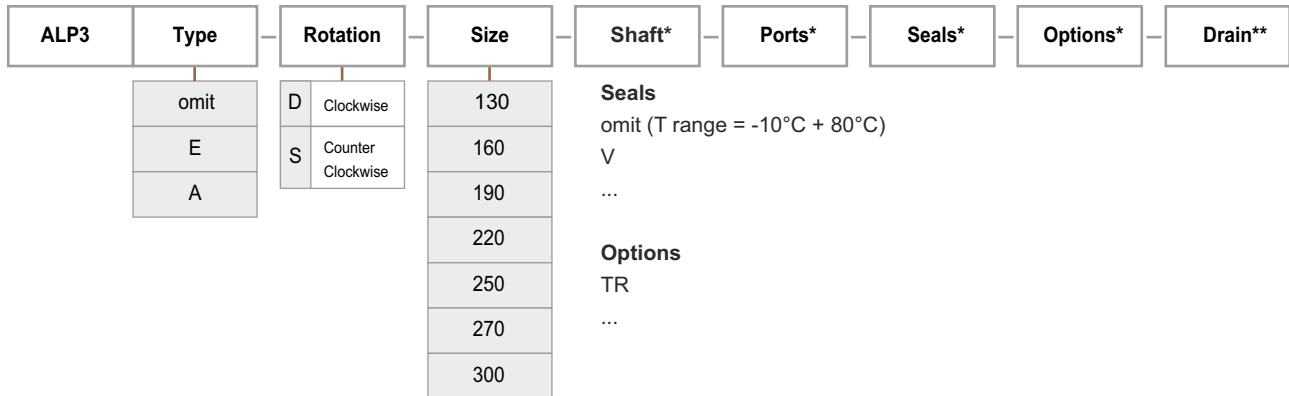 ALP3 Type – Rotation – Size – Shaft* – Ports* – Seals* – Options* – Drain**
omit
E
A
D Clockwise
S Counter
Clockwise
130
160
190
220
250
270
300
Seals
omit (T range = -10°C + 80°C)
V
...
Options
TR
...